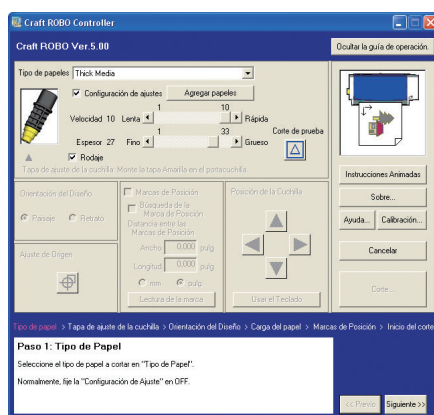 Craft ROBO Controller
Craft ROBO Ver.5.00
Ocultar la guía de operación.
Tipo de papeles Thick Media
Configuración de ajustes Agregar papeles
1 10
Velocidad 10 Lenta Rápida
1 33
Espesor 27 Fino Grueso
Corte de prueba
Rodaje
Tapa de ajuste de la cuchilla: Monte la tapa Amarilla en el portacuchilla.
Orientación del Diseño
Paisaje Retrato
Ajuste de Origen
Marcas de Posición
Búsqueda de la
Marca de Posición
Distancia entre las
Marcas de Posición
Ancho 0,000 pulg
Longitud 0,000 pulg
mm pulg
Lectura de la marca
Posición de la Cuchilla
Usar el Teclado
Instrucciones Animadas
Sobre...
Ayuda... Calibración...
Cancelar
Corte...
Tipo de papel > Tapa de ajuste de la cuchilla > Orientación del Diseño > Carga del papel > Marcas de Posición > Inicio del corte
Paso 1: Tipo de Papel
Seleccione el tipo de papel a cortar en "Tipo de Papel".
Normalmente, fije la "Configuración de Ajuste" en OFF.
<< Previo Siguiente >>